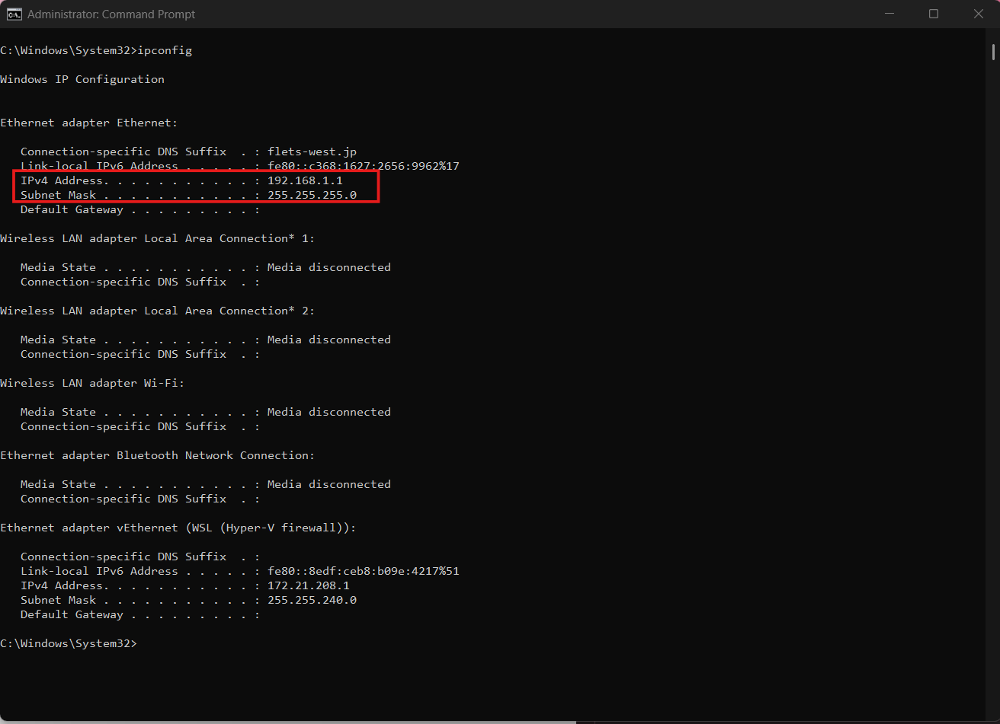 Administrator: Command Prompt
C:\Windows\System32>ipconfig
Windows IP Configuration
Ethernet adapter Ethernet:
Connection-specific DNS Suffix  . : flets-west.jp
Link-local IPv6 Address . . . . . : fe80::c368:1627:2656:9962%17
IPv4 Address. . . . . . . . . . . : 192.168.1.1
Subnet Mask . . . . . . . . . . . : 255.255.255.0
Default Gateway . . . . . . . . . :
Wireless LAN adapter Local Area Connection* 1:
Media State . . . . . . . . . . . : Media disconnected
Connection-specific DNS Suffix  . :
Wireless LAN adapter Local Area Connection* 2:
Media State . . . . . . . . . . . : Media disconnected
Connection-specific DNS Suffix  . :
Wireless LAN adapter Wi-Fi:
Media State . . . . . . . . . . . : Media disconnected
Connection-specific DNS Suffix  . :
Ethernet adapter Bluetooth Network Connection:
Media State . . . . . . . . . . . : Media disconnected
Connection-specific DNS Suffix  . :
Ethernet adapter vEthernet (WSL (Hyper-V firewall)):
Connection-specific DNS Suffix  . :
Link-local IPv6 Address . . . . . : fe80::8edf:ceb8:b09e:4217%51
IPv4 Address. . . . . . . . . . . : 172.21.208.1
Subnet Mask . . . . . . . . . . . : 255.255.240.0
Default Gateway . . . . . . . . . :
C:\Windows\System32>